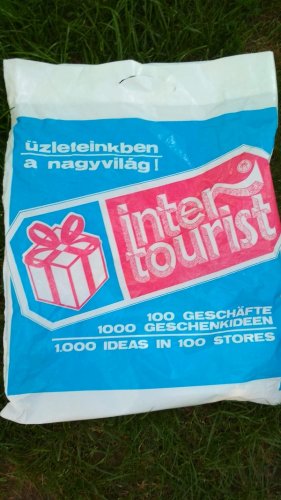 üzleteinkben
a nagyvilág!
inter
tourist
100 GESCHÄFTE
1000 GESCHENKIDEEN
1.000 IDEAS IN 100 STORES